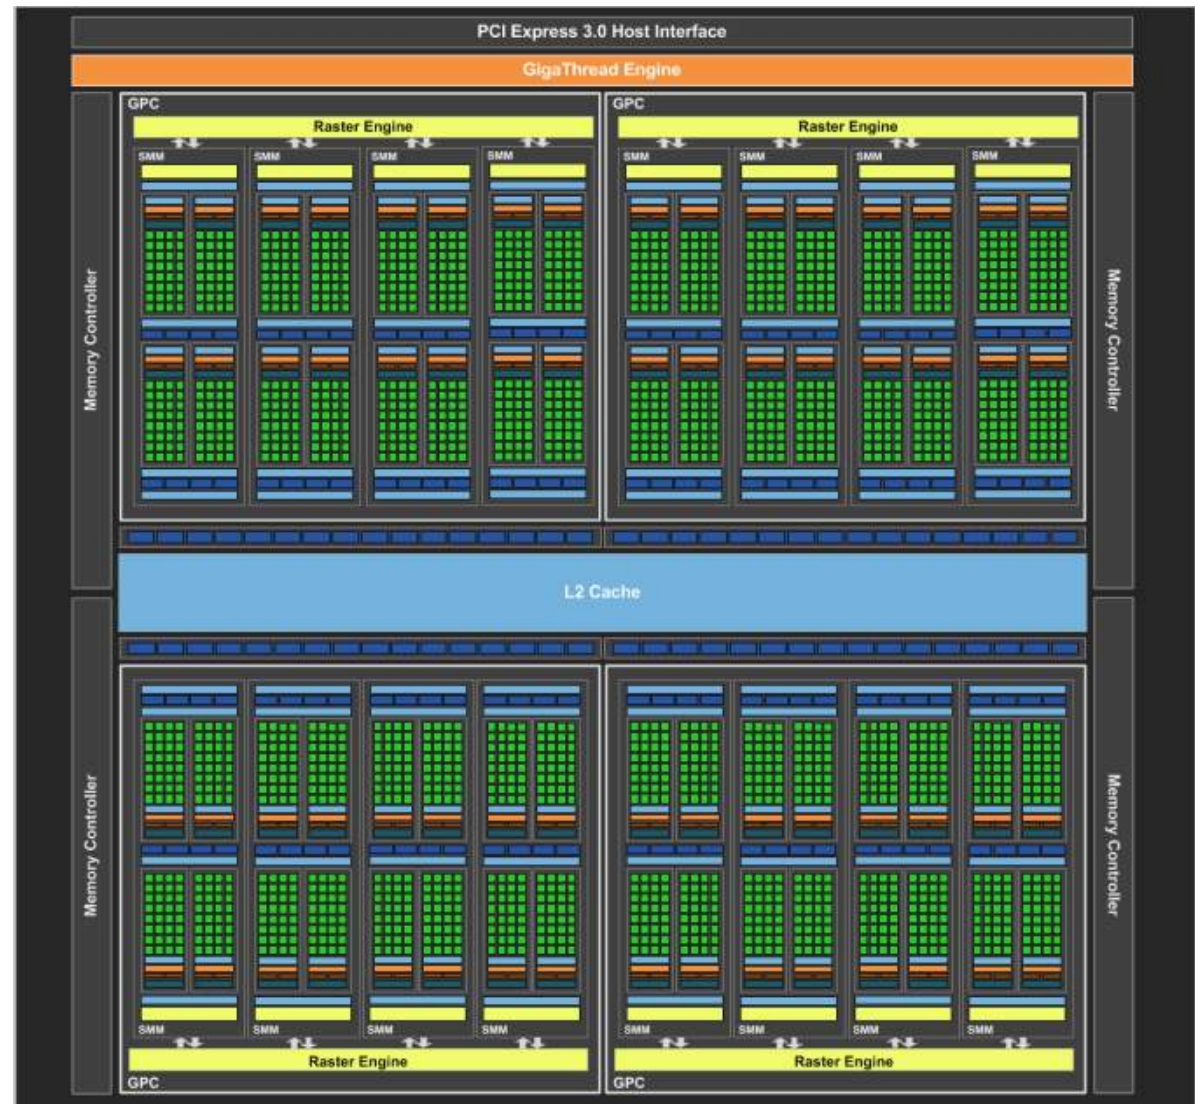 PCI Express 3.0 Host Interface
GigaThread Engine
GPC
GPC
Raster Engine
Raster Engine
SMM
SMM
SMM
SMM
SMM
SMM
SMM
SMM
Memory Controller
Memory Controller
L2 Cache
Memory Controller
Memory Controller
SMM
SMM
SMM
SMM
SMM
SMM
SMM
SMM
Raster Engine
Raster Engine
GPC
GPC